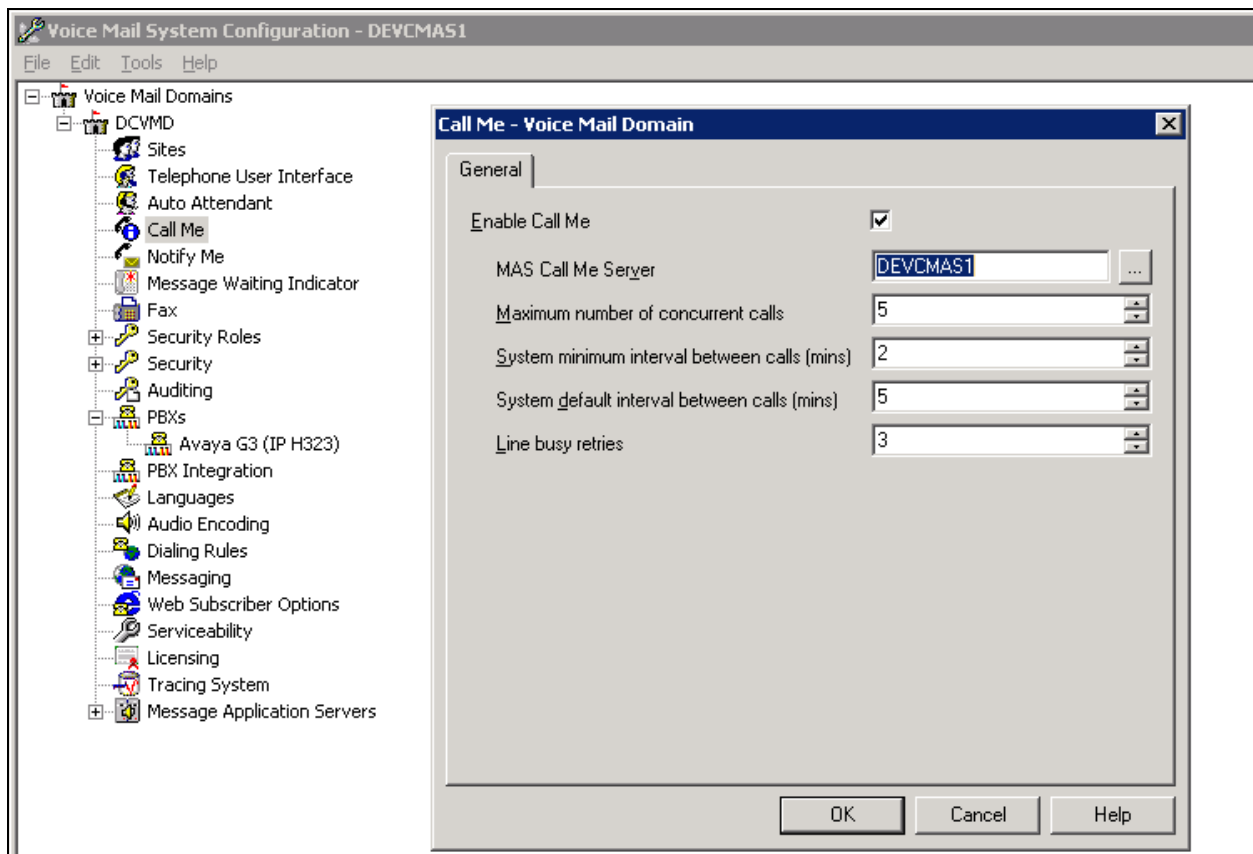 Voice Mail System Configuration - DEVCMAS1
File Edit Tools Help
Voice Mail Domains
DCVMD
Sites
Telephone User Interface
Auto Attendant
Call Me
Notify Me
Message Waiting Indicator
Fax
Security Roles
Security
Auditing
PBXs
Avaya G3 (IP H323)
PBX Integration
Languages
Audio Encoding
Dialing Rules
Messaging
Web Subscriber Options
Serviceability
Licensing
Tracing System
Message Application Servers
Call Me - Voice Mail Domain
General
Enable Call Me
MAS Call Me Server DEVCMAS1 ...
Maximum number of concurrent calls 5
System minimum interval between calls (mins) 2
System default interval between calls (mins) 5
Line busy retries 3
OK Cancel Help